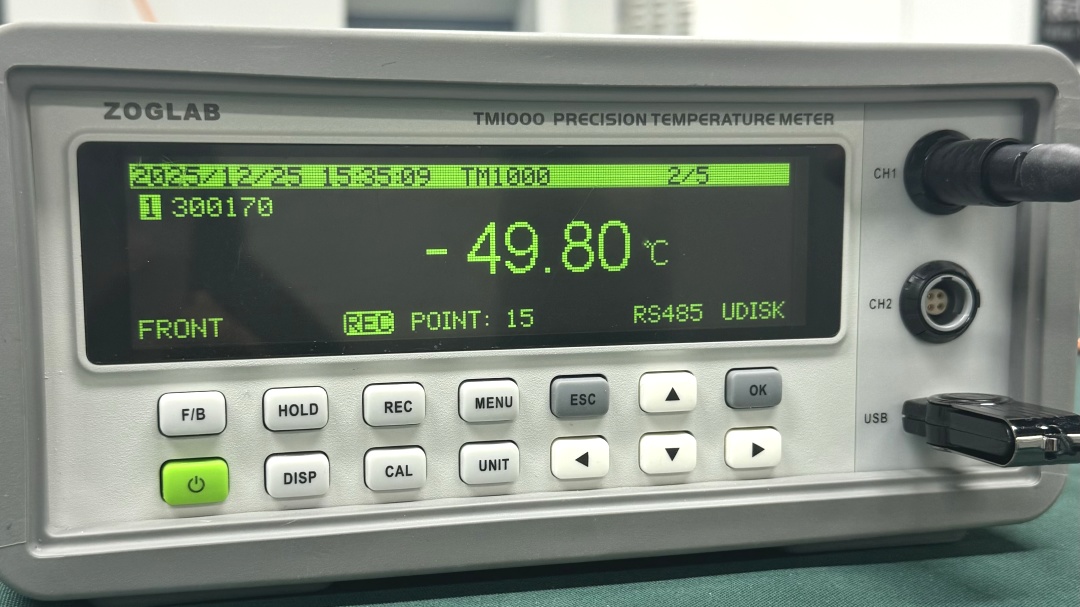 ZOGLAB
TM1000 PRECISION TEMPERATURE METER
2025/12/25 15:35:09 TM1000 2/5
1 300170
-49.80 ℃
FRONT REC POINT: 15 RS485 UDISK
F/B HOLD REC MENU ESC ▲ OK
DISP CAL UNIT ◀ ▼ ▶
CH1
CH2
USB